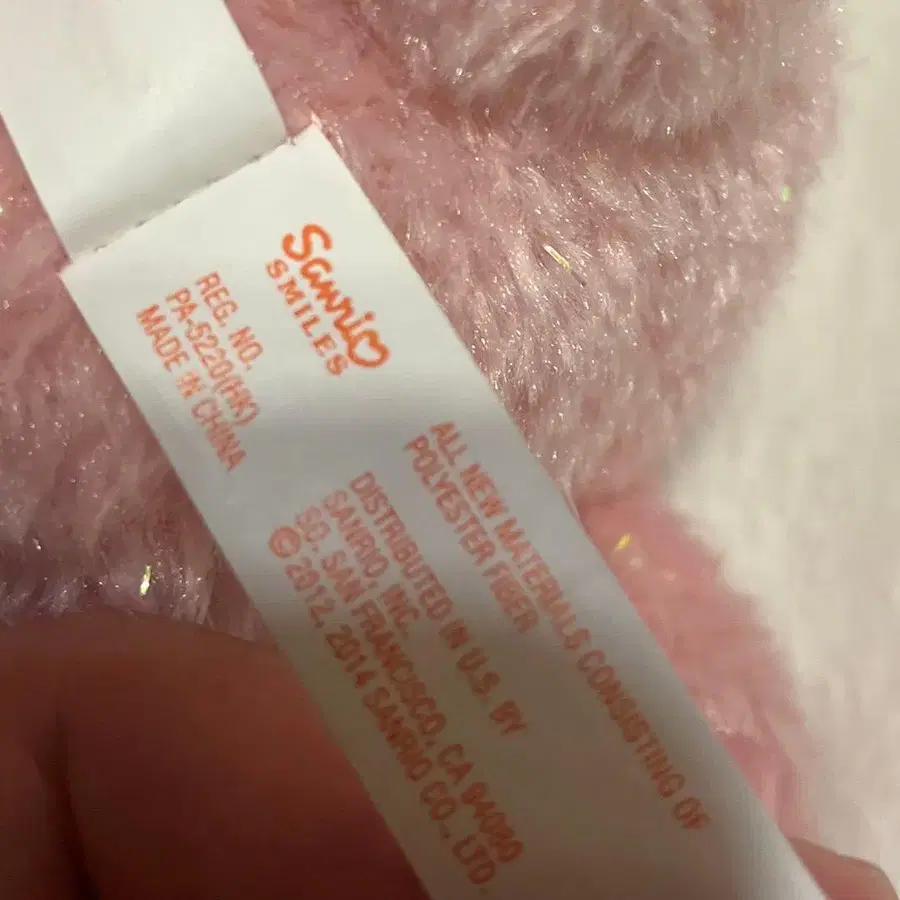 Sanrio
SMILES
REG. NO.
PA-5220(HK)
MADE IN CHINA
ALL NEW MATERIALS CONSISTING OF
POLYESTER FIBER
DISTRIBUTED IN U.S. BY
SANRIO, INC.
SO. SAN FRANCISCO, CA 94080
© 2012, 2014 SANRIO CO., LTD.